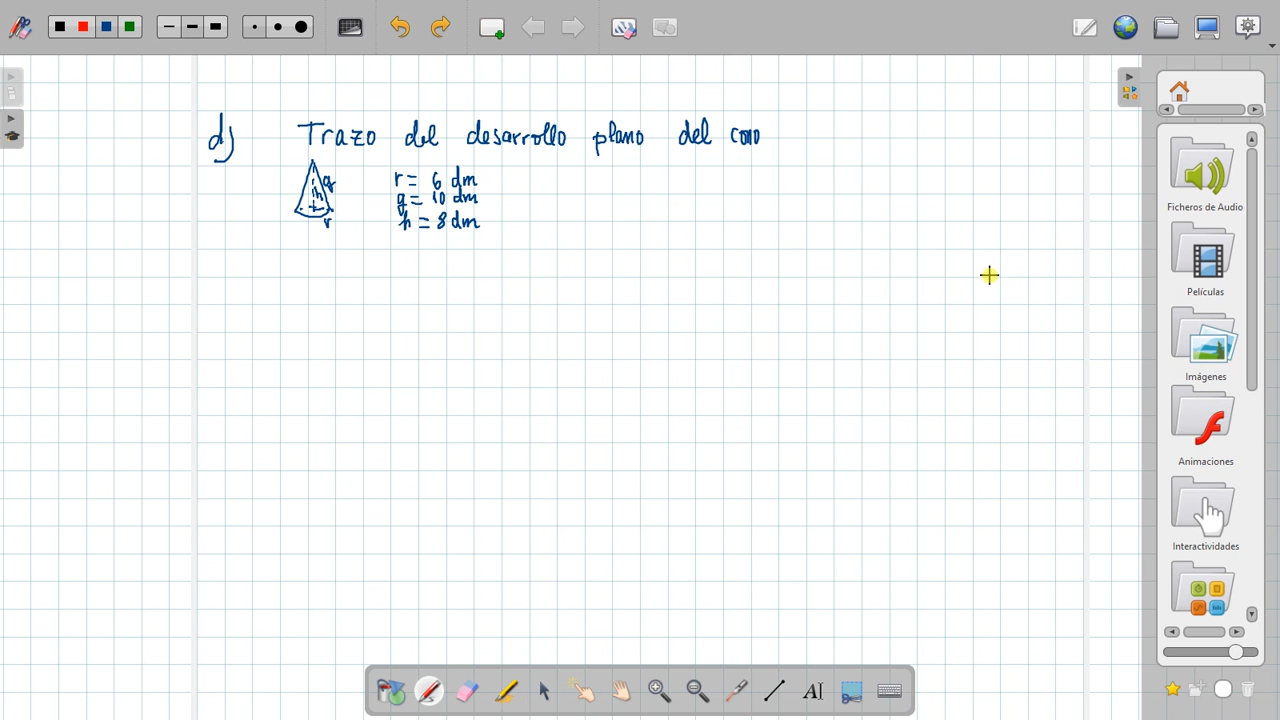 d) Trazo del desarrollo plano del cono
g
h
r
r = 6 dm
g = 10 dm
h = 8 dm
Ficheros de Audio
Películas
Imágenes
Animaciones
Interactividades